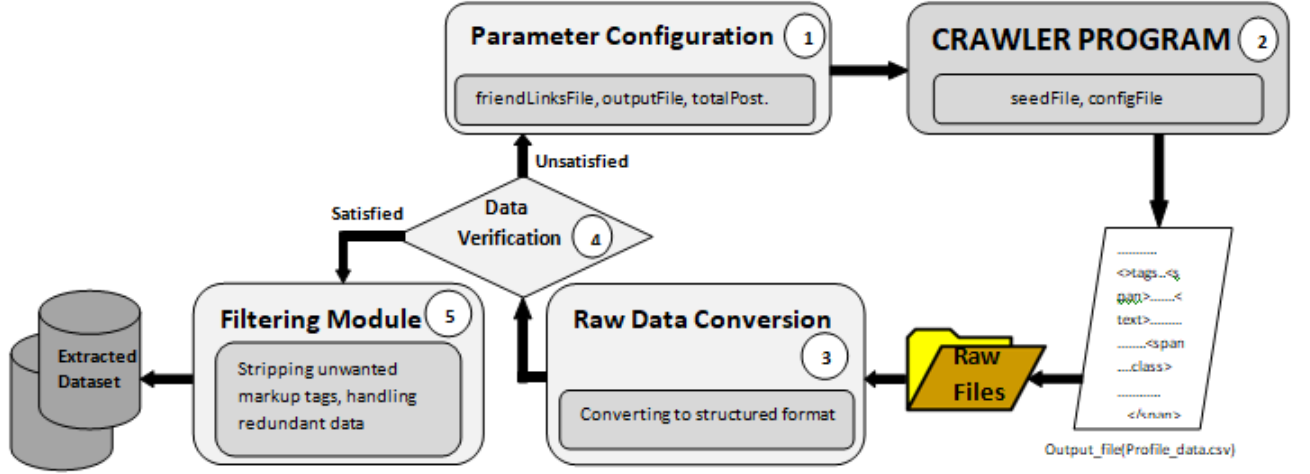 Parameter Configuration
1
friendLinksFile, outputFile, totalPost.
CRAWLER PROGRAM
2
seedFile, configFile
Unsatisfied
Satisfied
Data
Verification
4
Filtering Module
5
Stripping unwanted
markup tags, handling
redundant data
Extracted
Dataset
Raw Data Conversion
3
Converting to structured format
Raw
Files
...........
<>tags..<s
pan>.......<
text>.........
........<span
....class>
............
</span>
Output_file(Profile_data.csv)